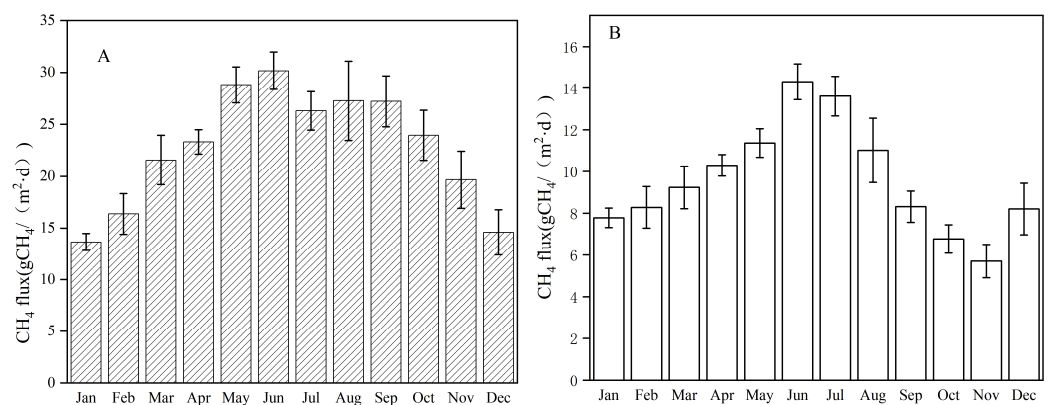 A
CH₄ flux(gCH₄/（m²·d）)
35
30
25
20
15
10
5
0
Jan Feb Mar Apr May Jun Jul Aug Sep Oct Nov Dec
B
CH₄ flux(gCH₄/（m²·d）)
16
14
12
10
8
6
4
2
0
Jan Feb Mar Apr May Jun Jul Aug Sep Oct Nov Dec